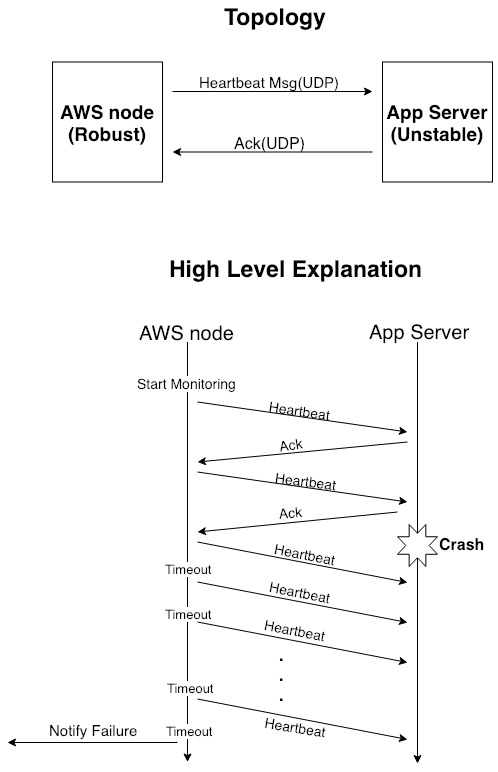 Topology
AWS node
(Robust)
Heartbeat Msg(UDP)
Ack(UDP)
App Server
(Unstable)
High Level Explanation
AWS node
App Server
Start Monitoring
Heartbeat
Ack
Heartbeat
Ack
Crash
Heartbeat
Timeout
Heartbeat
Timeout
Heartbeat
.
.
.
Timeout
Heartbeat
Notify Failure
Timeout